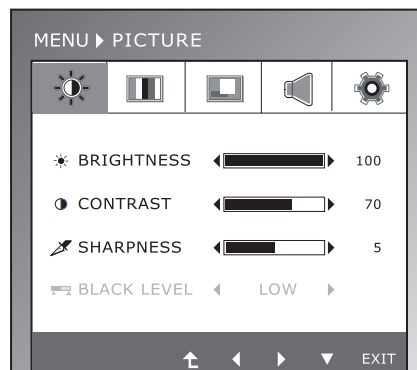 MENU PICTURE
BRIGHTNESS 100
CONTRAST 70
SHARPNESS 5
BLACK LEVEL LOW
EXIT